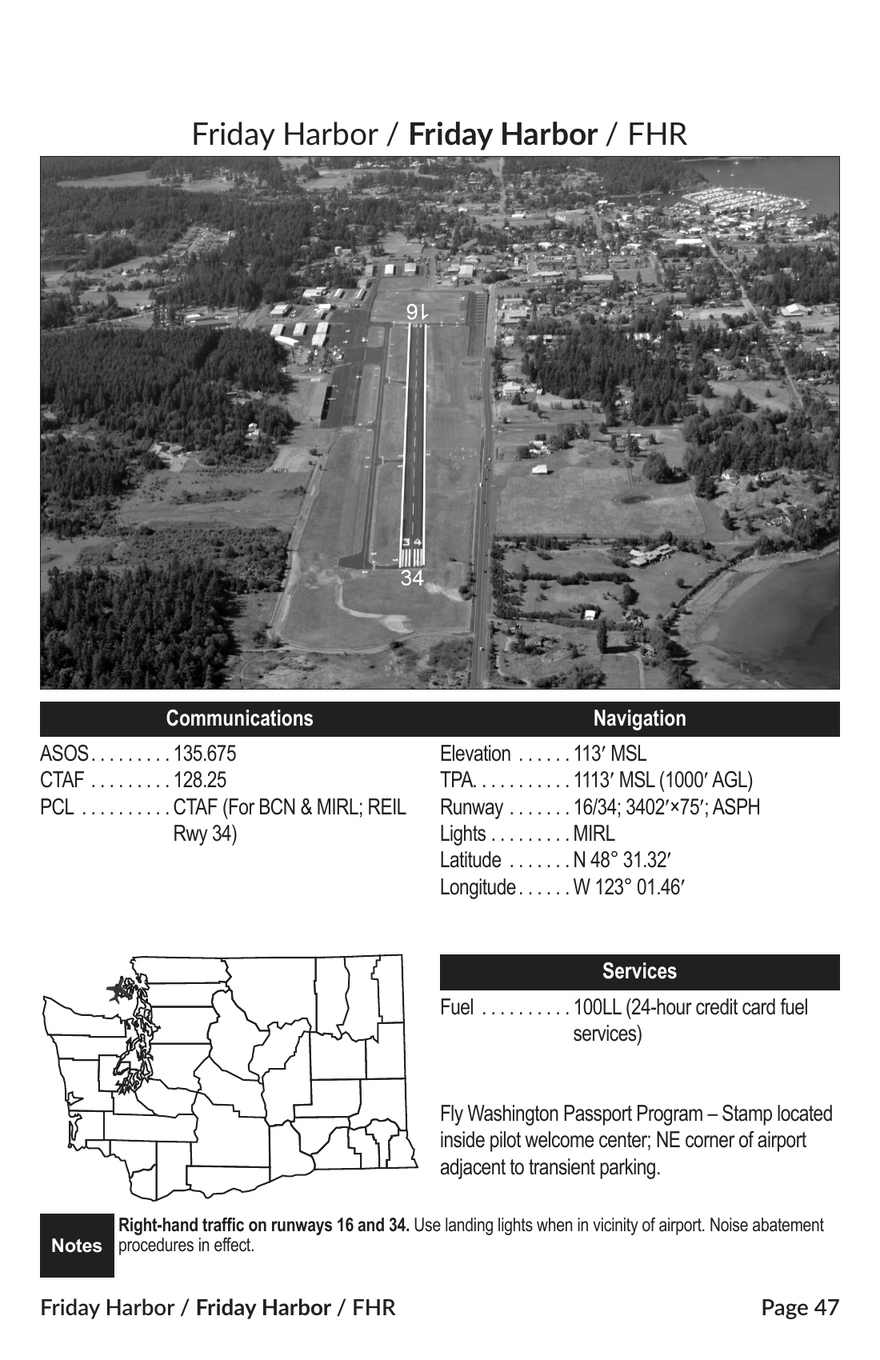 Friday Harbor / Friday Harbor / FHR
16
34
34
Communications
ASOS. . . . . . . . . 135.675
CTAF . . . . . . . . . 128.25
PCL . . . . . . . . . . CTAF (For BCN & MIRL; REIL
Rwy 34)
Navigation
Elevation . . . . . . 113′ MSL
TPA. . . . . . . . . . . 1113′ MSL (1000′ AGL)
Runway . . . . . . . 16/34; 3402′×75′; ASPH
Lights . . . . . . . . . MIRL
Latitude . . . . . . . N 48° 31.32′
Longitude. . . . . . W 123° 01.46′
Services
Fuel . . . . . . . . . . 100LL (24-hour credit card fuel
services)
Fly Washington Passport Program – Stamp located
inside pilot welcome center; NE corner of airport
adjacent to transient parking.
Notes
Right-hand traffic on runways 16 and 34. Use landing lights when in vicinity of airport. Noise abatement
procedures in effect.
Friday Harbor / Friday Harbor / FHR
Page 47